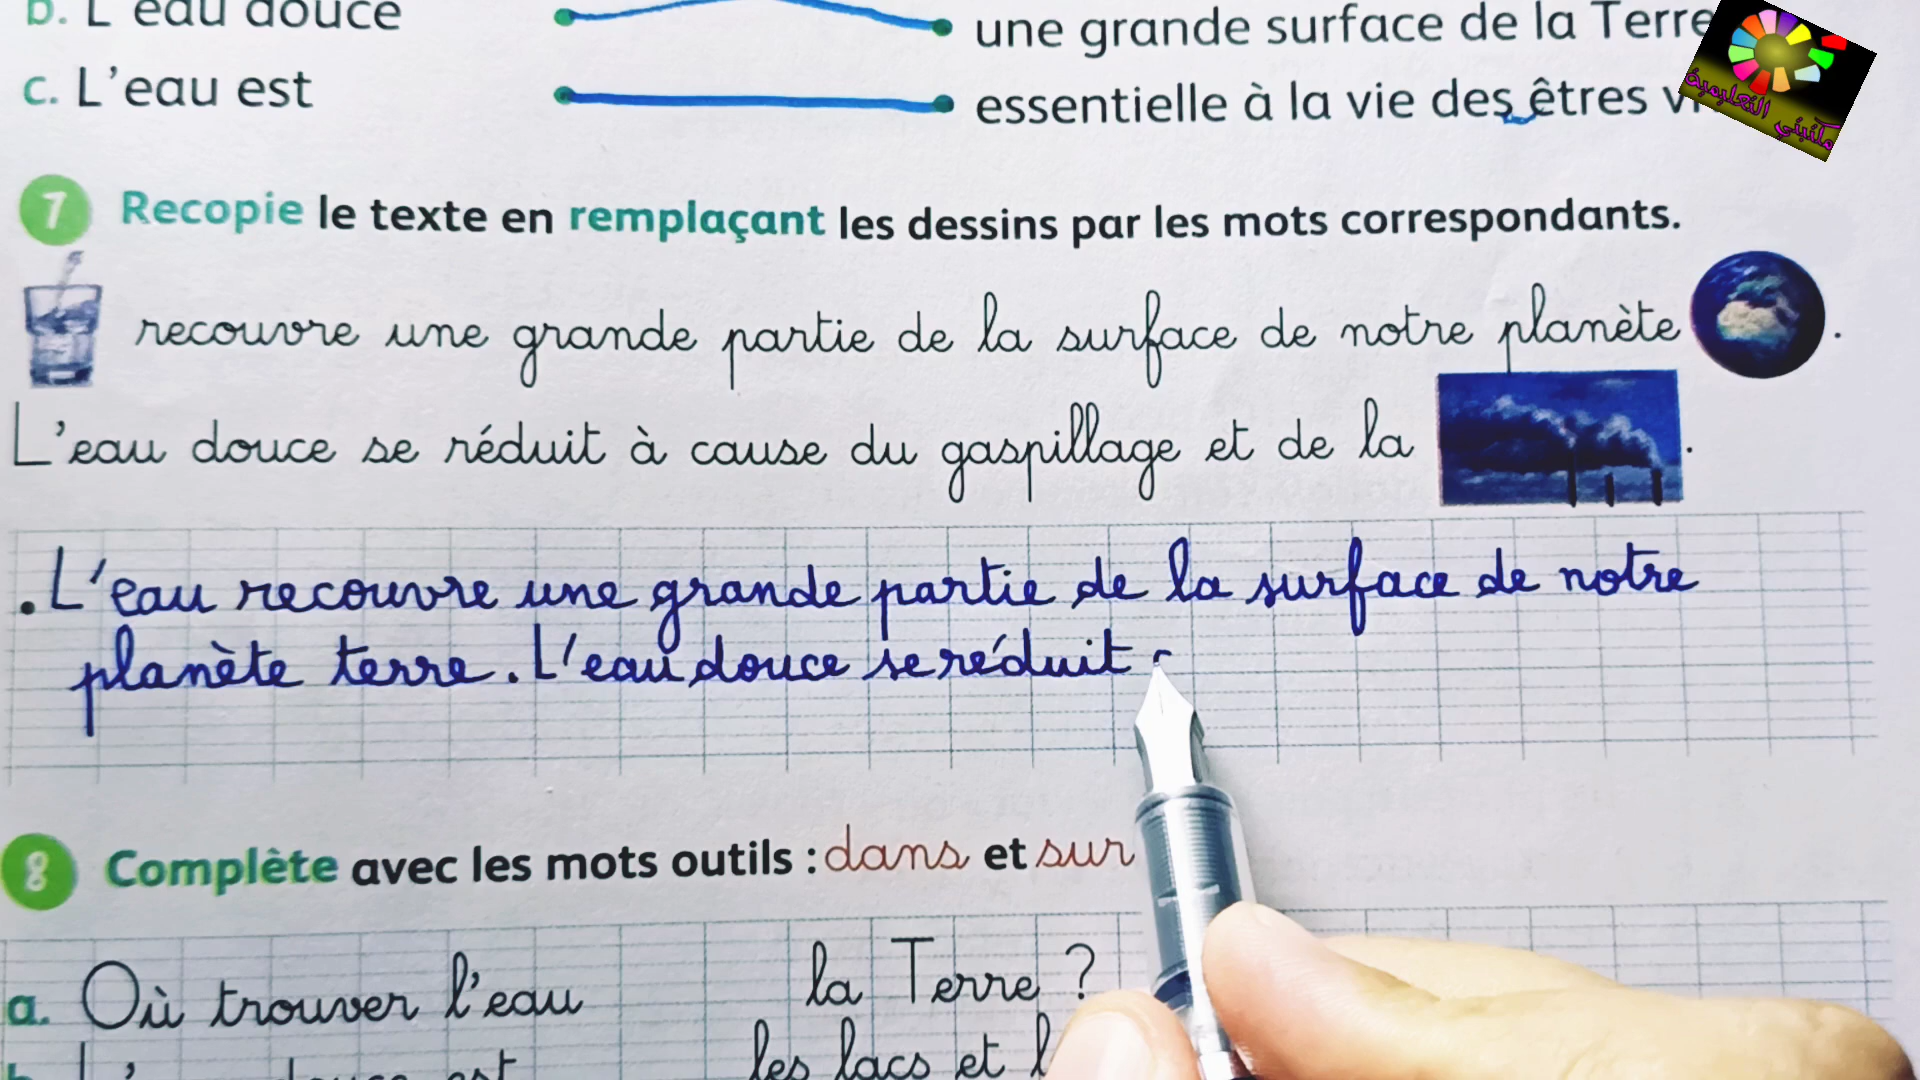 b. L'eau douce une grande surface de la Terre
c. L'eau est essentielle à la vie des êtres
مكتبتي التعليمية
7 Recopie le texte en remplaçant les dessins par les mots correspondants.
recouvre une grande partie de la surface de notre planète .
L'eau douce se réduit à cause du gaspillage et de la .
. L'eau recouvre une grande partie de la surface de notre
planète terre. L'eau douce se réduit
8 Complète avec les mots outils : dans et sur
a. Où trouver l'eau la Terre ?
les lacs et